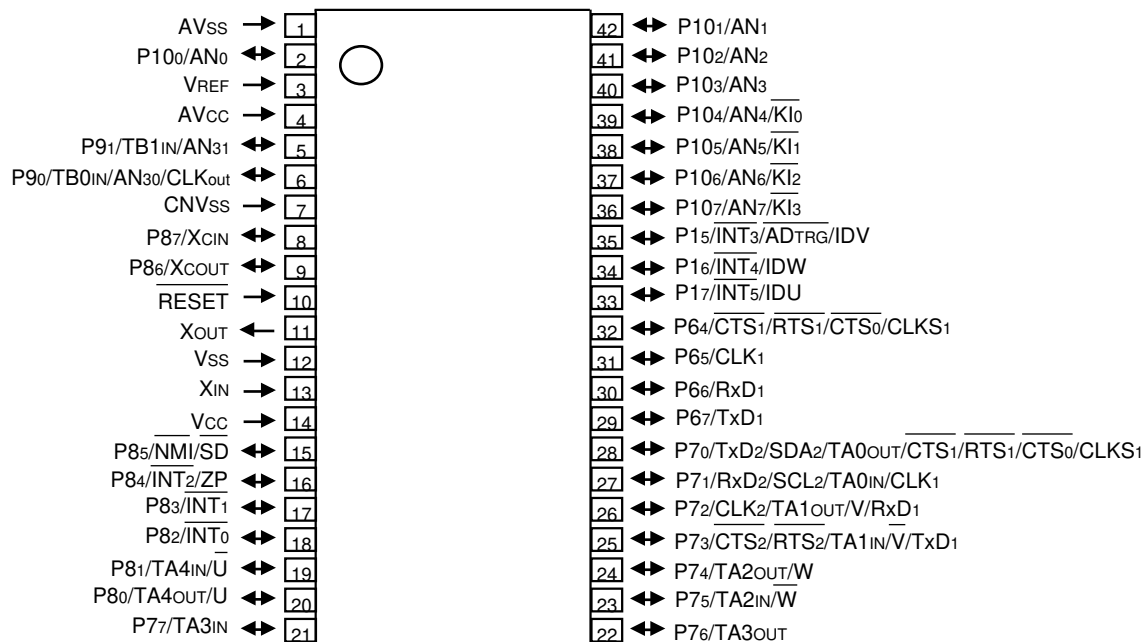 AVSS 1
P100/AN0 2
VREF 3
AVCC 4
P91/TB1IN/AN31 5
P90/TB0IN/AN30/CLKout 6
CNVSS 7
P87/XCIN 8
P86/XCOUT 9
RESET 10
XOUT 11
VSS 12
XIN 13
VCC 14
P85/NMI/SD 15
P84/INT2/ZP 16
P83/INT1 17
P82/INT0 18
P81/TA4IN/U 19
P80/TA4OUT/U 20
P77/TA3IN 21
42 P101/AN1
41 P102/AN2
40 P103/AN3
39 P104/AN4/KI0
38 P105/AN5/KI1
37 P106/AN6/KI2
36 P107/AN7/KI3
35 P15/INT3/ADTRG/IDV
34 P16/INT4/IDW
33 P17/INT5/IDU
32 P64/CTS1/RTS1/CTS0/CLKS1
31 P65/CLK1
30 P66/RxD1
29 P67/TxD1
28 P70/TxD2/SDA2/TA0OUT/CTS1/RTS1/CTS0/CLKS1
27 P71/RxD2/SCL2/TA0IN/CLK1
26 P72/CLK2/TA1OUT/V/RxD1
25 P73/CTS2/RTS2/TA1IN/V/TxD1
24 P74/TA2OUT/W
23 P75/TA2IN/W
22 P76/TA3OUT